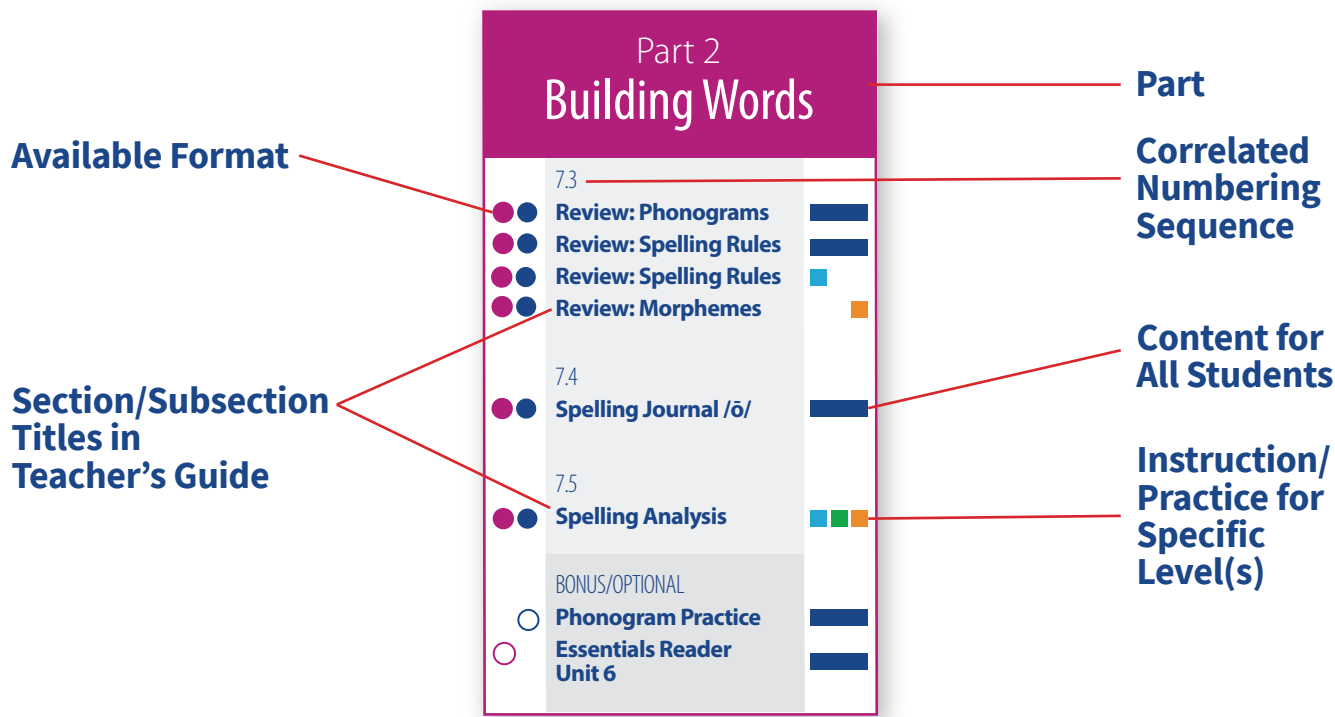 Part 2
Building Words
Part
Available Format
Correlated
Numbering
Sequence
7.3
Review: Phonograms
Review: Spelling Rules
Review: Spelling Rules
Review: Morphemes
Content for
All Students
Section/Subsection
Titles in
Teacher's Guide
7.4
Spelling Journal /ō/
Instruction/
Practice for
Specific
Level(s)
7.5
Spelling Analysis
BONUS/OPTIONAL
Phonogram Practice
Essentials Reader
Unit 6